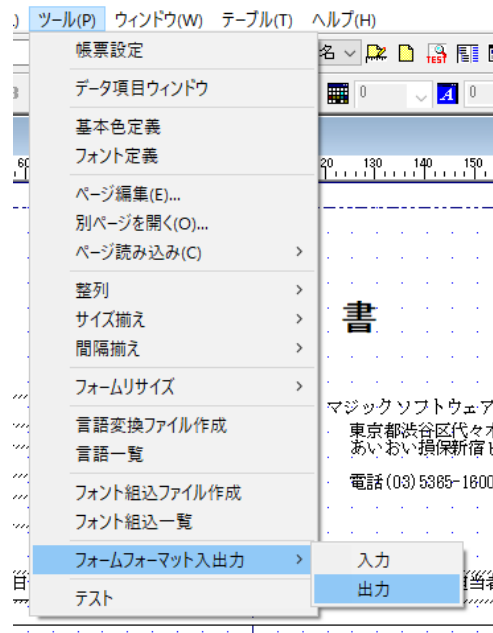 ツール(P) ウィンドウ(W) テーブル(T) ヘルプ(H)
帳票設定
名
TEST
データ項目ウィンドウ
0
A
0
基本色定義
フォント定義
130 140 150
ページ編集(E)...
別ページを開く(O)...
ページ読み込み(C)
整列
サイズ揃え
書
間隔揃え
フォームリサイズ
マジックソフトウェア
言語変換ファイル作成
東京都渋谷区代々木
言語一覧
あいおい損保新宿ビ
フォント組込ファイル作成
電話(03)5365-1600
フォント組込一覧
フォームフォーマット入出力
入力
出力
テスト